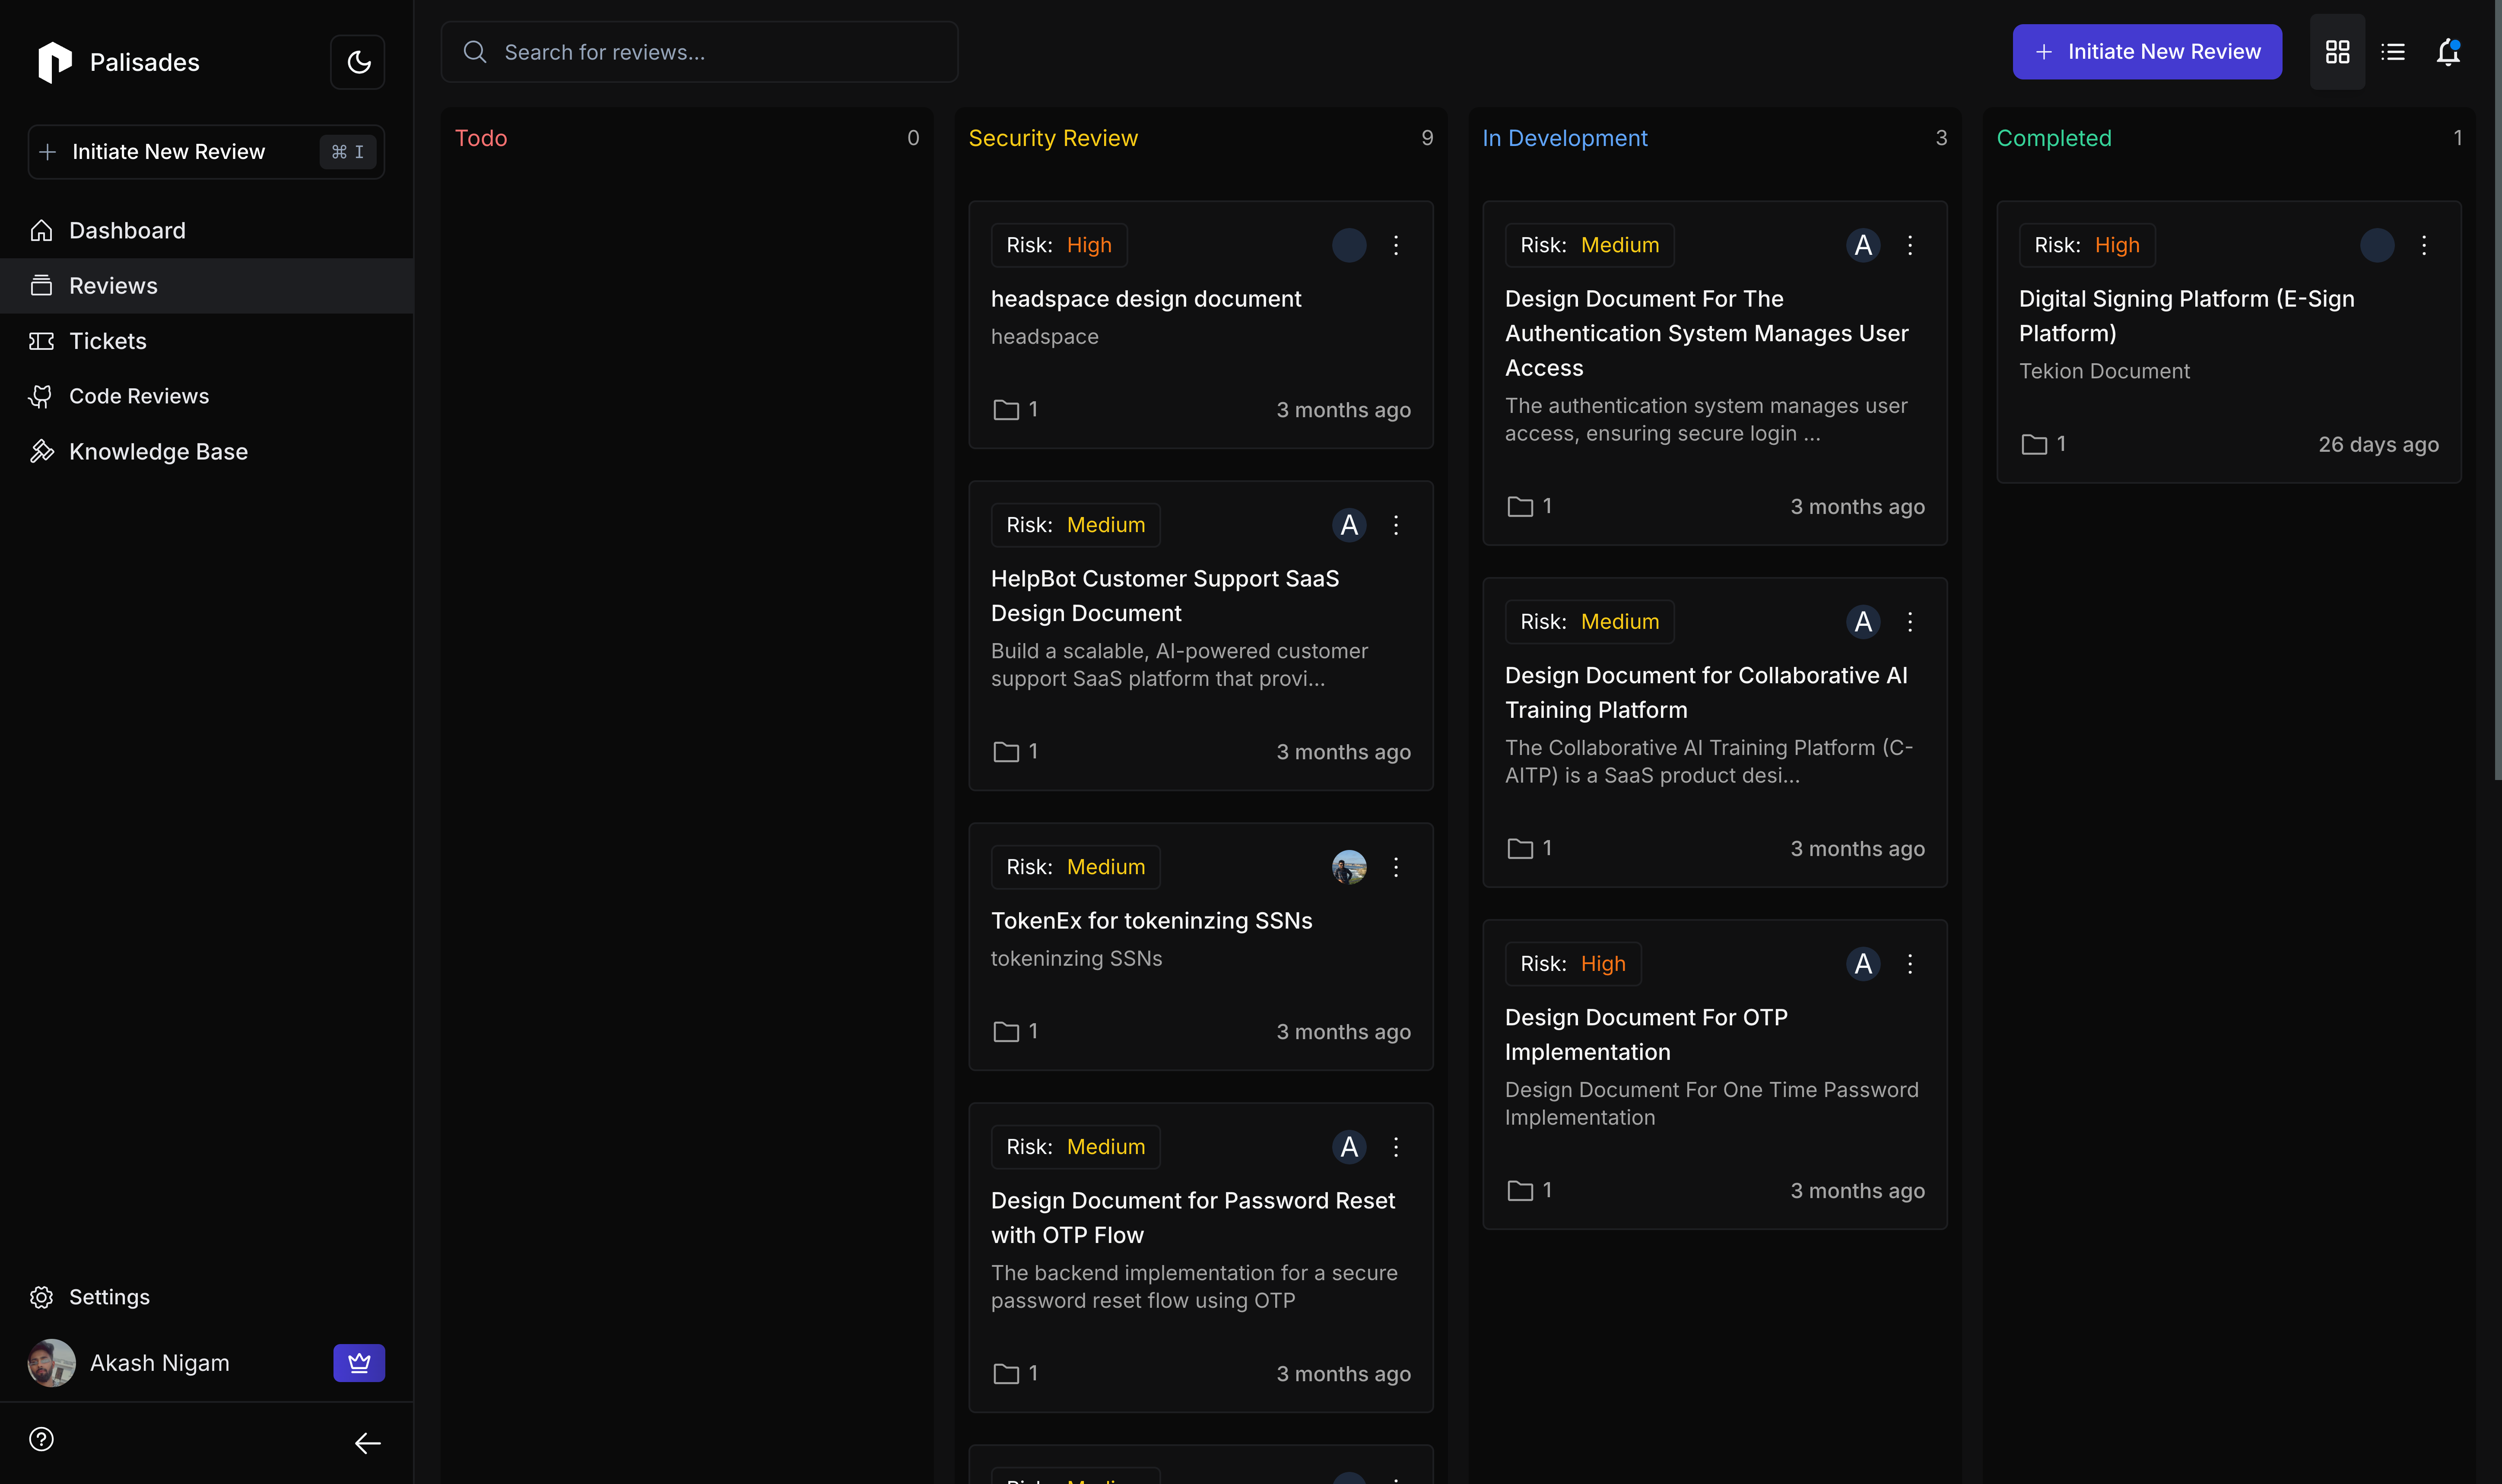 Palisades
Initiate New Review
⌘ I
Dashboard
Reviews
Tickets
Code Reviews
Knowledge Base
Settings
Akash Nigam
Search for reviews...
Initiate New Review
Todo
0
Security Review
9
Risk: High
headspace design document
headspace
1
3 months ago
Risk: Medium
A
HelpBot Customer Support SaaS
Design Document
Build a scalable, AI-powered customer
support SaaS platform that provi...
1
3 months ago
Risk: Medium
TokenEx for tokeninzing SSNs
tokeninzing SSNs
1
3 months ago
Risk: Medium
A
Design Document for Password Reset
with OTP Flow
The backend implementation for a secure
password reset flow using OTP
1
3 months ago
Risk: Medium
In Development
3
Risk: Medium
A
Design Document For The
Authentication System Manages User
Access
The authentication system manages user
access, ensuring secure login ...
1
3 months ago
Risk: Medium
A
Design Document for Collaborative AI
Training Platform
The Collaborative AI Training Platform (C-
AITP) is a SaaS product desi...
1
3 months ago
Risk: High
A
Design Document For OTP
Implementation
Design Document For One Time Password
Implementation
1
3 months ago
Completed
1
Risk: High
Digital Signing Platform (E-Sign
Platform)
Tekion Document
1
26 days ago